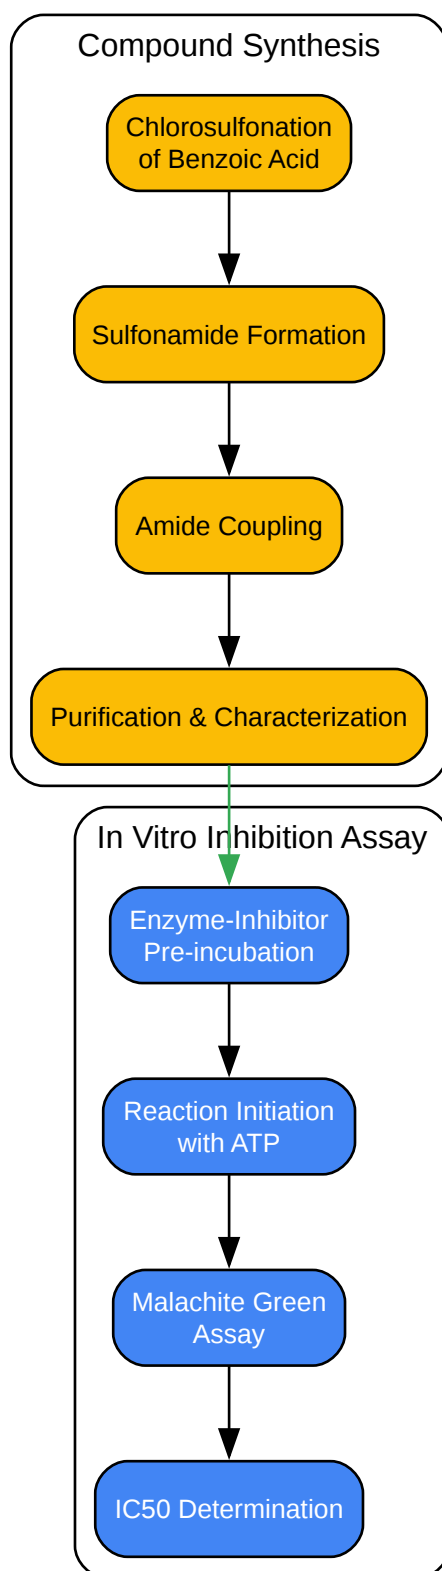 Compound Synthesis
Chlorosulfonation
of Benzoic Acid
Sulfonamide Formation
Amide Coupling
Purification & Characterization
In Vitro Inhibition Assay
Enzyme-Inhibitor
Pre-incubation
Reaction Initiation
with ATP
Malachite Green
Assay
IC50 Determination